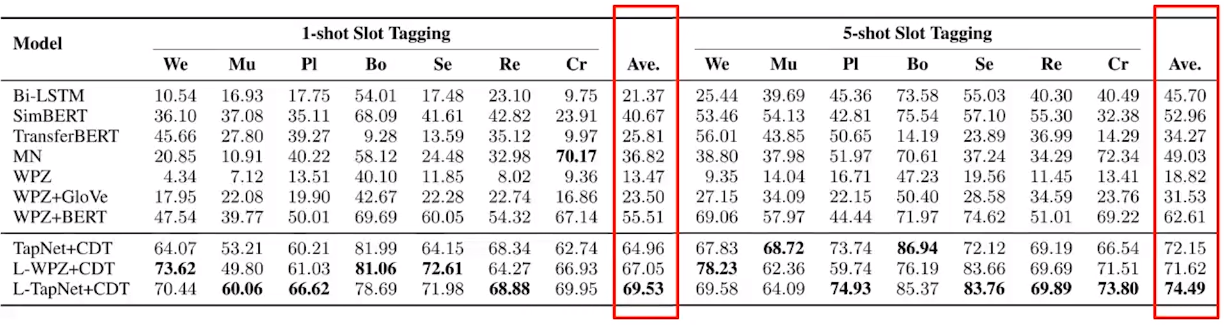 Model 1-shot Slot Tagging 5-shot Slot Tagging
We Mu Pl Bo Se Re Cr Ave. We Mu Pl Bo Se Re Cr Ave.
Bi-LSTM 10.54 16.93 17.75 54.01 17.48 23.10 9.75 21.37 25.44 39.69 45.36 73.58 55.03 40.30 40.49 45.70
SimBERT 36.10 37.08 35.11 68.09 41.61 42.82 23.91 40.67 53.46 54.13 42.81 75.54 57.10 55.30 32.38 52.96
TransferBERT 45.66 27.80 39.27 9.28 13.59 35.12 9.97 25.81 56.01 43.85 50.65 14.19 23.89 36.99 14.29 34.27
MN 20.85 10.91 40.22 58.12 24.48 32.98 70.17 36.82 38.80 37.98 51.97 70.61 37.24 34.29 72.34 49.03
WPZ 4.34 7.12 13.51 40.10 11.85 8.02 9.36 13.47 9.35 14.04 16.71 47.23 19.56 11.45 13.41 18.82
WPZ+GloVe 17.95 22.08 19.90 42.67 22.28 22.74 16.86 23.50 27.15 34.09 22.15 50.40 28.58 34.59 23.76 31.53
WPZ+BERT 47.54 39.77 50.01 69.69 60.05 54.32 67.14 55.51 69.06 57.97 44.44 71.97 74.62 51.01 69.22 62.61
TapNet+CDT 64.07 53.21 60.21 81.99 64.15 68.34 62.74 64.96 67.83 68.72 73.74 86.94 72.12 69.19 66.54 72.15
L-WPZ+CDT 73.62 49.80 61.03 81.06 72.61 64.27 66.93 67.05 78.23 62.36 59.74 76.19 83.66 69.69 71.51 71.62
L-TapNet+CDT 70.44 60.06 66.62 78.69 71.98 68.88 69.95 69.53 69.58 64.09 74.93 85.37 83.76 69.89 73.80 74.49